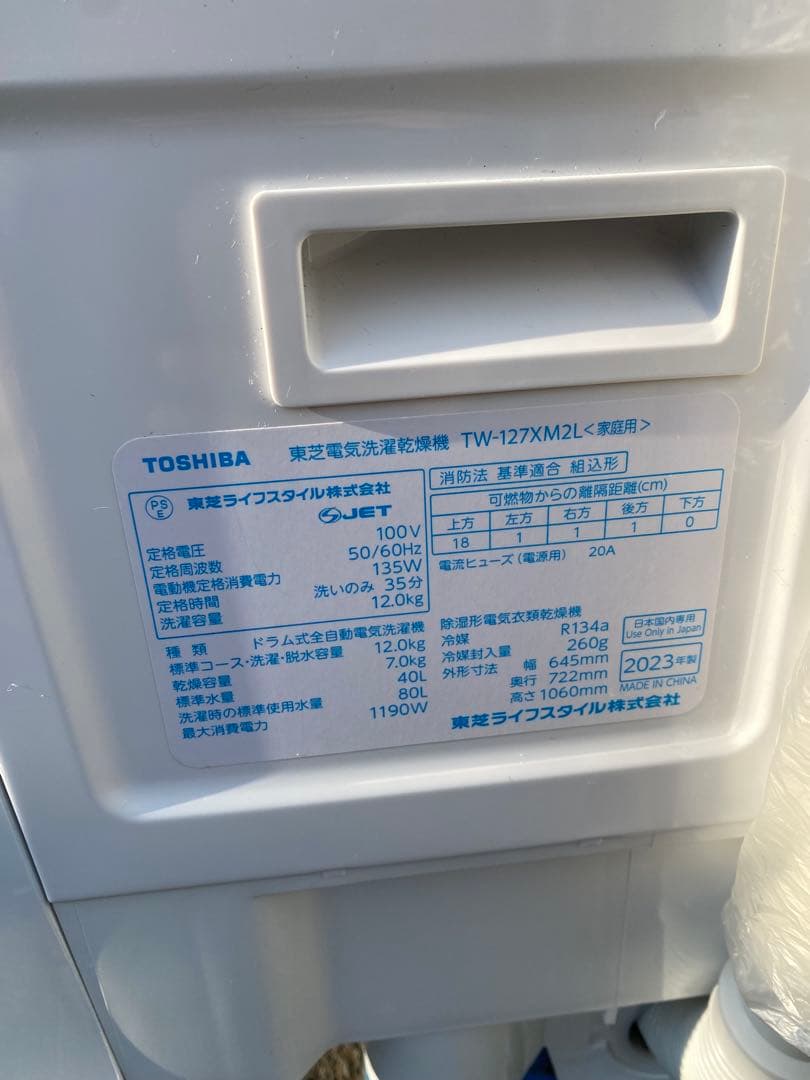 TOSHIBA 東芝電気洗濯乾燥機 TW-127XM2L<家庭用>
PS
E
東芝ライフスタイル株式会社
SJET
定格電圧 100V
定格周波数 50/60Hz
電動機定格消費電力 135W
定格時間 洗いのみ 35分
洗濯容量 12.0kg
種類 ドラム式全自動電気洗濯機
標準コース・洗濯・脱水容量 12.0kg
乾燥容量 7.0kg
標準水量 40L
洗濯時の標準使用水量 80L
最大消費電力 1190W
消防法 基準適合 組込形
可燃物からの離隔距離(cm)
上方 左方 右方 後方 下方
18 1 1 1 0
電流ヒューズ(電源用) 20A
除湿形電気衣類乾燥機
冷媒 R134a
冷媒封入量 260g
外形寸法 幅 645mm
奥行 722mm
高さ 1060mm
日本国内専用
Use Only in Japan
2023年製
MADE IN CHINA
東芝ライフスタイル株式会社